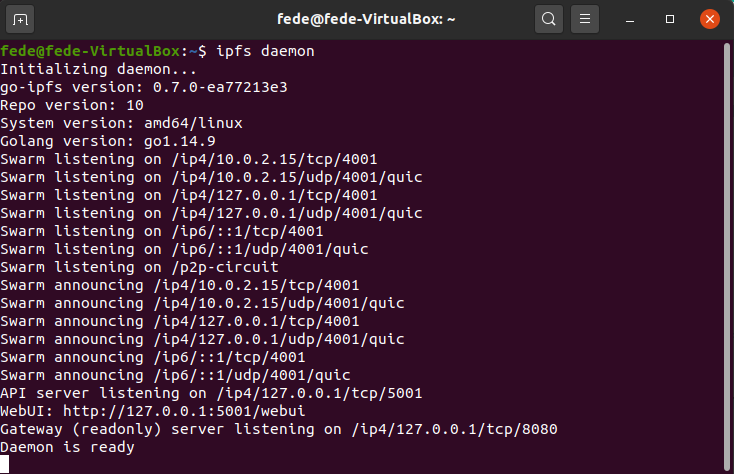 fede@fede-VirtualBox: ~
fede@fede-VirtualBox:~$ ipfs daemon
Initializing daemon...
go-ipfs version: 0.7.0-ea77213e3
Repo version: 10
System version: amd64/linux
Golang version: go1.14.9
Swarm listening on /ip4/10.0.2.15/tcp/4001
Swarm listening on /ip4/10.0.2.15/udp/4001/quic
Swarm listening on /ip4/127.0.0.1/tcp/4001
Swarm listening on /ip4/127.0.0.1/udp/4001/quic
Swarm listening on /ip6/::1/tcp/4001
Swarm listening on /ip6/::1/udp/4001/quic
Swarm listening on /p2p-circuit
Swarm announcing /ip4/10.0.2.15/tcp/4001
Swarm announcing /ip4/10.0.2.15/udp/4001/quic
Swarm announcing /ip4/127.0.0.1/tcp/4001
Swarm announcing /ip4/127.0.0.1/udp/4001/quic
Swarm announcing /ip6/::1/tcp/4001
Swarm announcing /ip6/::1/udp/4001/quic
API server listening on /ip4/127.0.0.1/tcp/5001
WebUI: http://127.0.0.1:5001/webui
Gateway (readonly) server listening on /ip4/127.0.0.1/tcp/8080
Daemon is ready